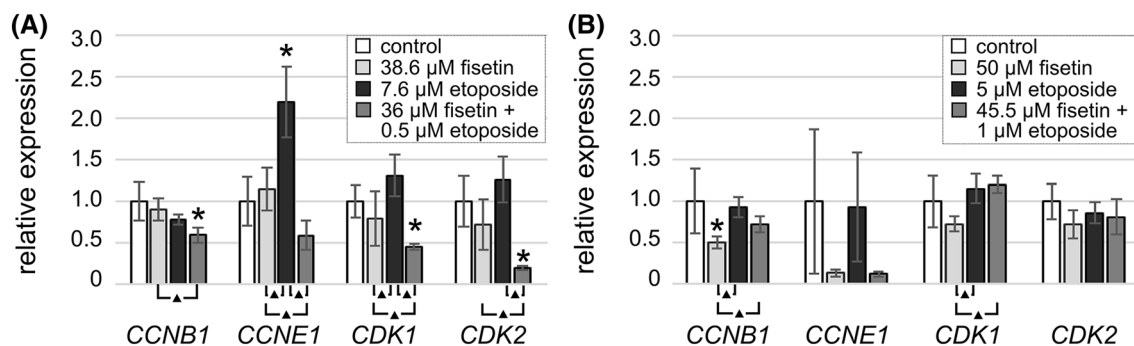 (A)
relative expression
3.0
2.5
2.0
1.5
1.0
0.5
0
control
38.6 µM fisetin
7.6 µM etoposide
36 µM fisetin +
0.5 µM etoposide
*
*
*
*
CCNB1 CCNE1 CDK1 CDK2
(B)
relative expression
3.0
2.5
2.0
1.5
1.0
0.5
0
control
50 µM fisetin
5 µM etoposide
45.5 µM fisetin +
1 µM etoposide
*
CCNB1 CCNE1 CDK1 CDK2